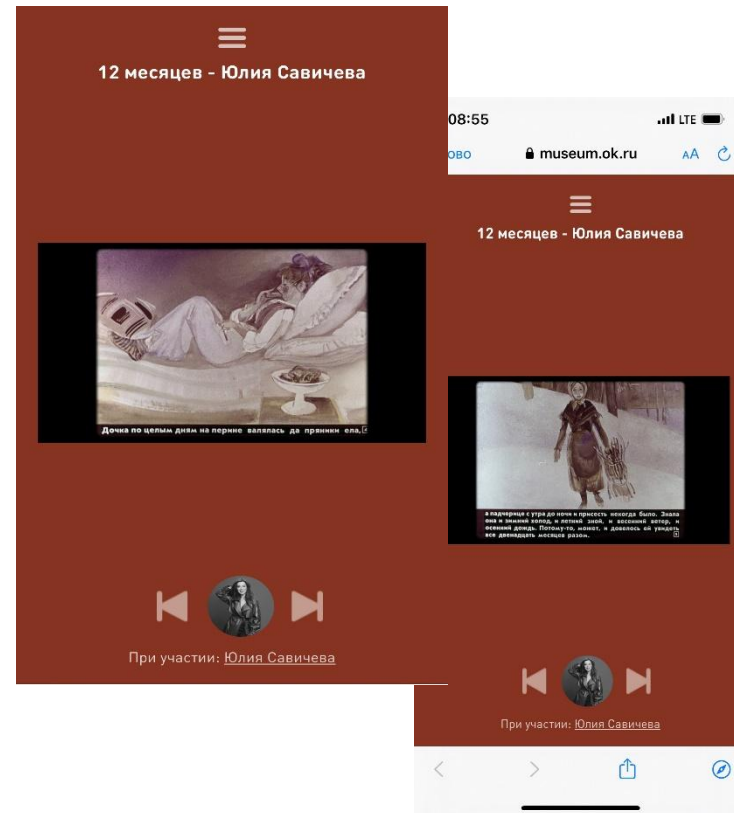 12 месяцев - Юлия Савичева
Дочка по целым дням на перине валялась да пряники ела,
При участии: Юлия Савичева
08:55
LTE
ово
museum.ok.ru
AA
12 месяцев - Юлия Савичева
а падчерице с утра до ночи и присесть некогда было. Знала
она и зимний холод, и летний зной, и весенний ветер, и
осенний дождь. Потому-то, может, и довелось ей увидеть
все двенадцать месяцев разом.
При участии: Юлия Савичева